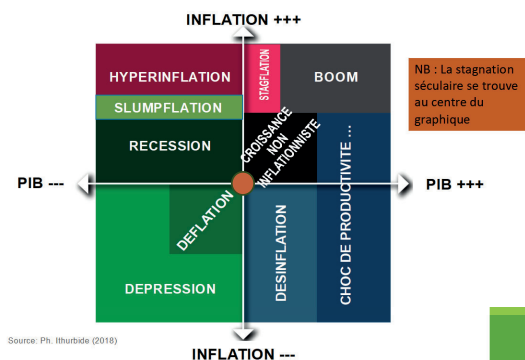 INFLATION +++
HYPERINFLATION
STAGFLATION
BOOM
NB : La stagnation
séculaire se trouve
au centre du
graphique
SLUMPFLATION
RECESSION
CROISSANCE
NON
INFLATIONNISTE
PIB ---
PIB +++
DEFLATION
DEPRESSION
DESINFLATION
CHOC DE PRODUCTIVITE ...
Source: Ph. Ithurbide (2018)
INFLATION ---